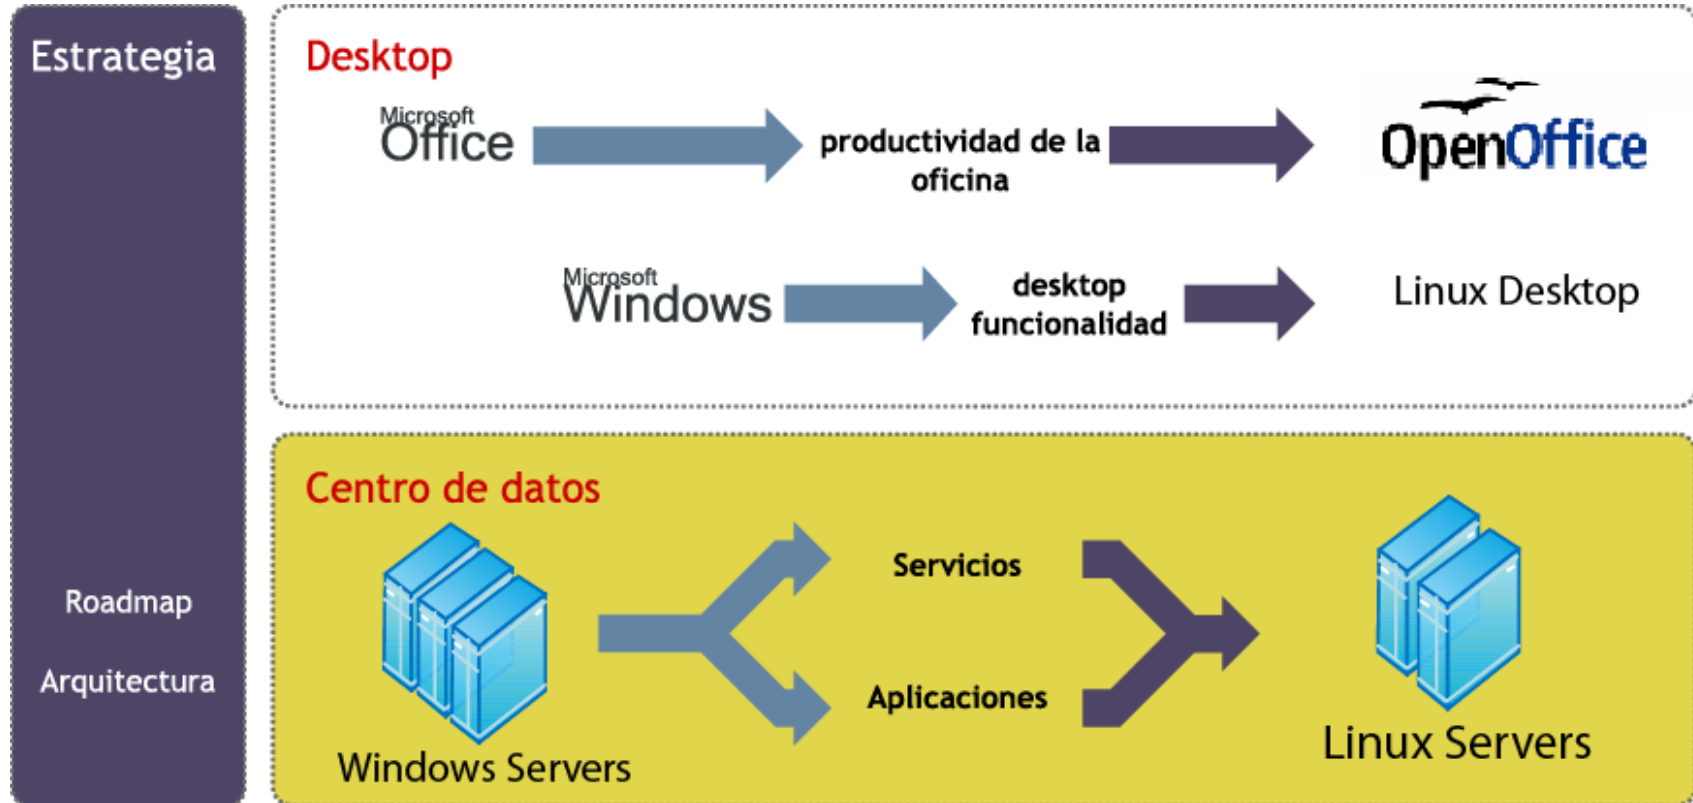 Estrategia
Roadmap
Arquitectura
Desktop
Microsoft
Office
productividad de la
oficina
OpenOffice
Microsoft
Windows
desktop
funcionalidad
Linux Desktop
Centro de datos
Windows Servers
Servicios
Aplicaciones
Linux Servers